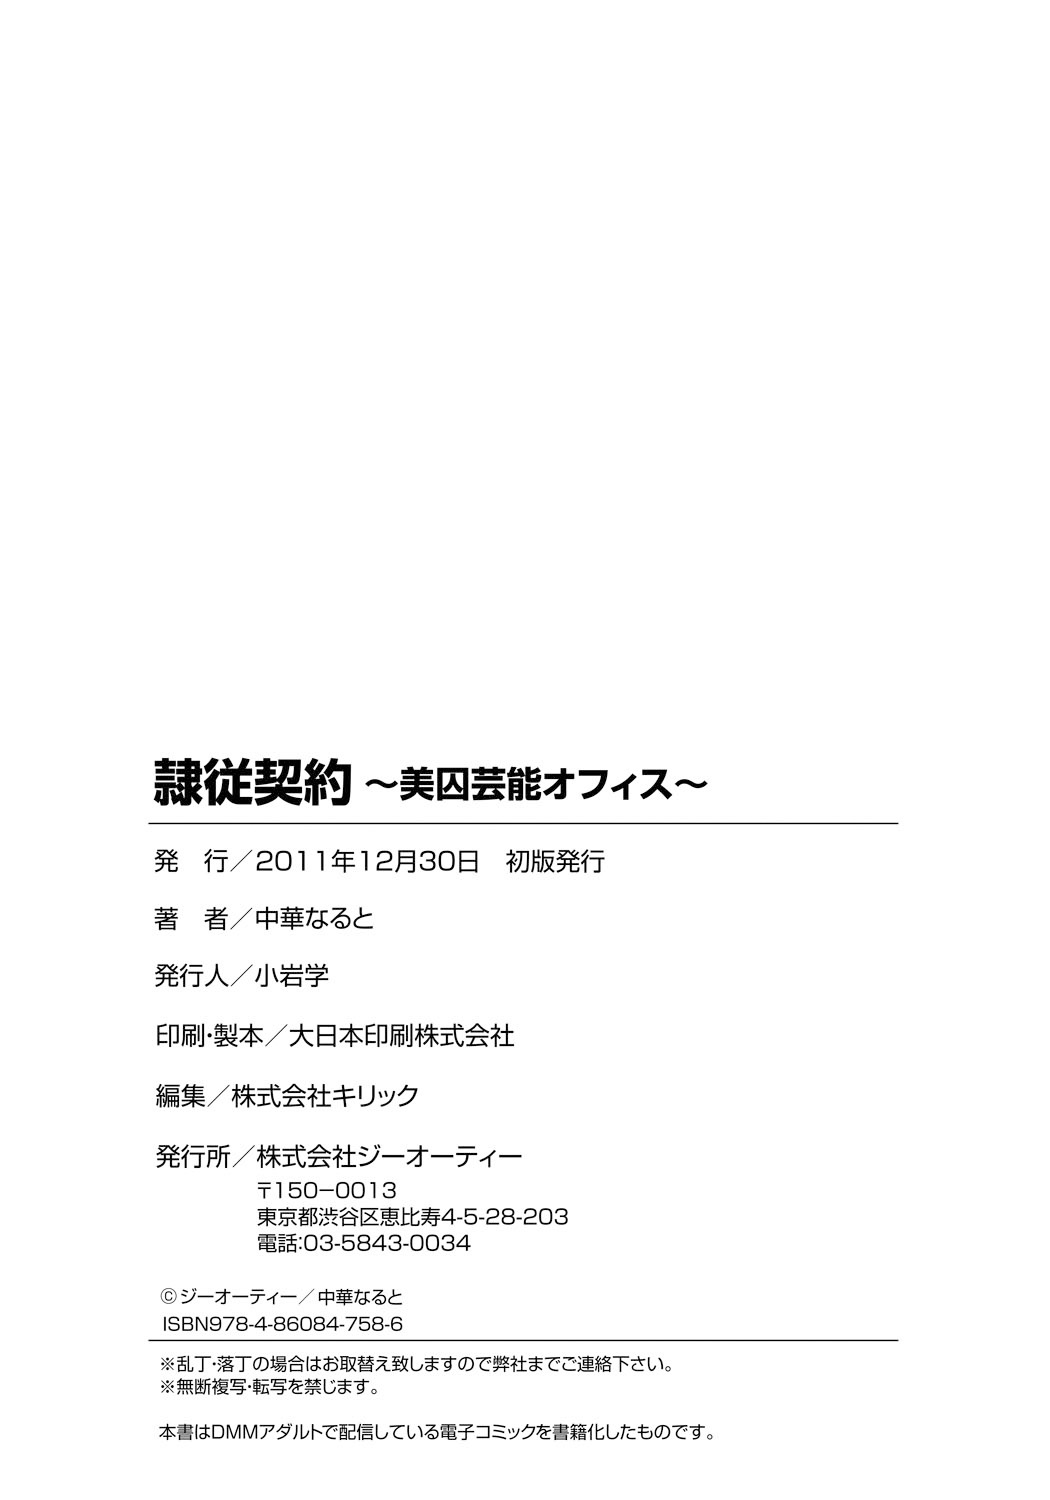 隷従契約 ～美囚芸能オフィス～
発　行／2011年12月30日　初版発行
著　者／中華なると
発行人／小岩学
印刷・製本／大日本印刷株式会社
編集／株式会社キリック
発行所／株式会社ジーオーティー
〒150−0013
東京都渋谷区恵比寿4-5-28-203
電話:03-5843-0034
©ジーオーティー／中華なると
ISBN978-4-86084-758-6
※乱丁・落丁の場合はお取替え致しますので弊社までご連絡下さい。
※無断複写・転写を禁じます。
本書はDMMアダルトで配信している電子コミックを書籍化したものです。